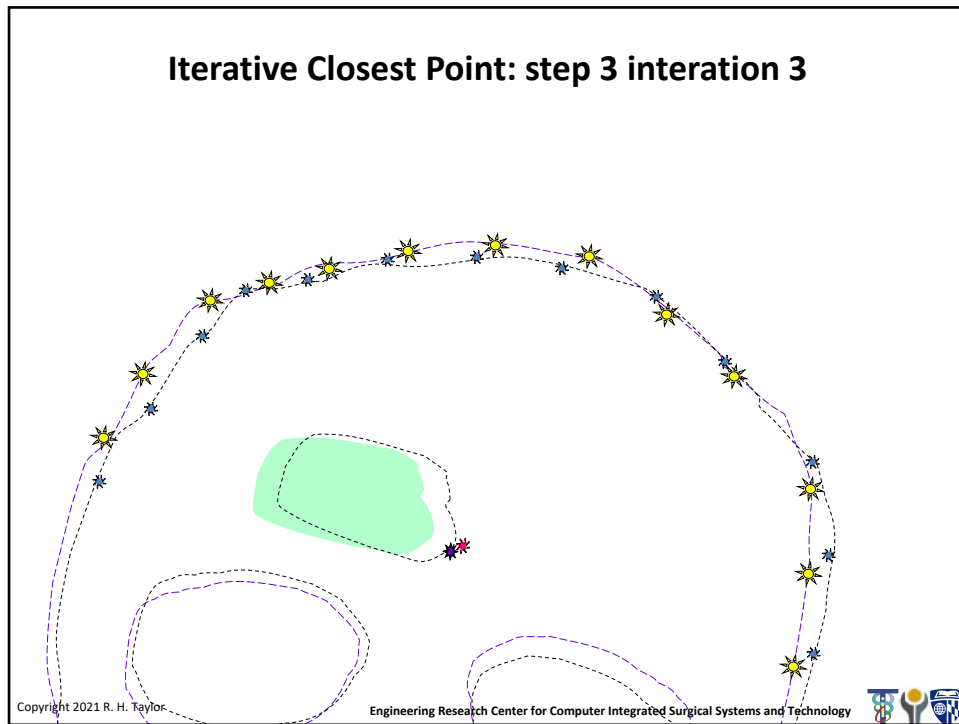 Iterative Closest Point: step 3 interation 3
Copyright 2021 R. H. Taylor
Engineering Research Center for Computer Integrated Surgical Systems and Technology